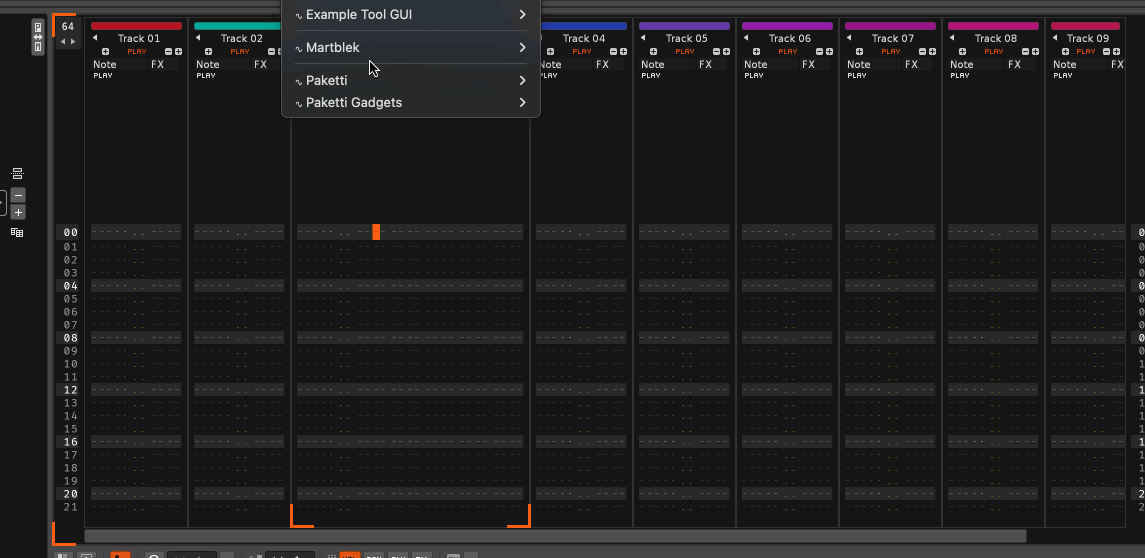 Example Tool GUI
Martblek
Paketti
Paketti Gadgets
64
Track 01
Track 02
Track 04
Track 05
Track 06
Track 07
Track 08
Track 09
PLAY PLAY PLAY PLAY PLAY PLAY PLAY PLAY
Note FX Note FX Note FX Note FX Note FX Note FX Note FX Note FX
PLAY PLAY PLAY PLAY PLAY PLAY PLAY PLAY
00
01
02
03
04
05
06
07
08
09
10
11
12
13
14
15
16
17
18
19
20
21